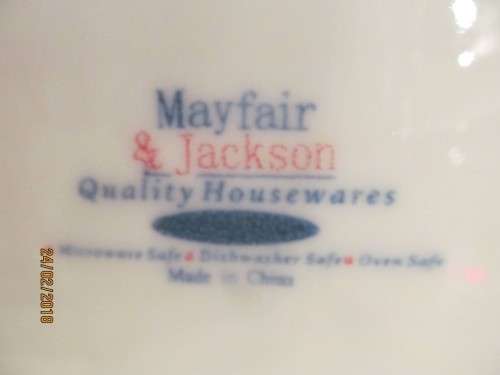 Mayfair
& Jackson
Quality Housewares
Microwave Safe Dishwasher Safe Oven Safe
Made in China
24/02/2018